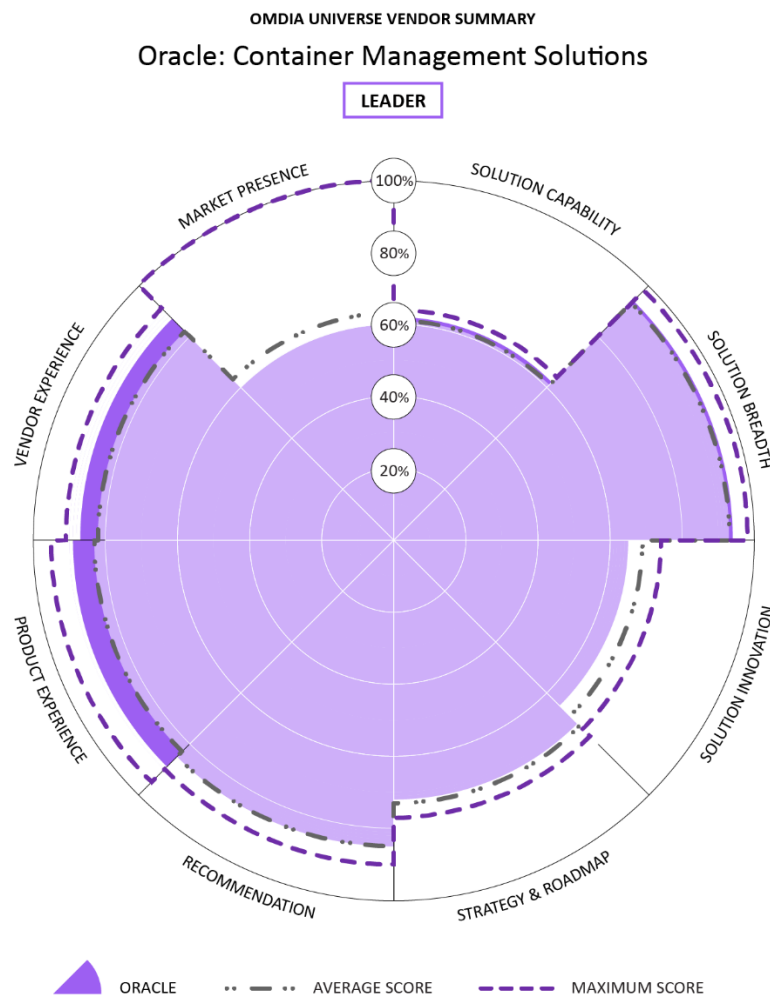 OMDIA UNIVERSE VENDOR SUMMARY
Oracle: Container Management Solutions
LEADER
MARKET PRESENCE
100%
SOLUTION CAPABILITY
80%
60%
VENDOR EXPERIENCE
SOLUTION BREADTH
40%
20%
PRODUCT EXPERIENCE
SOLUTION INNOVATION
RECOMMENDATION
STRATEGY & ROADMAP
ORACLE
AVERAGE SCORE
MAXIMUM SCORE